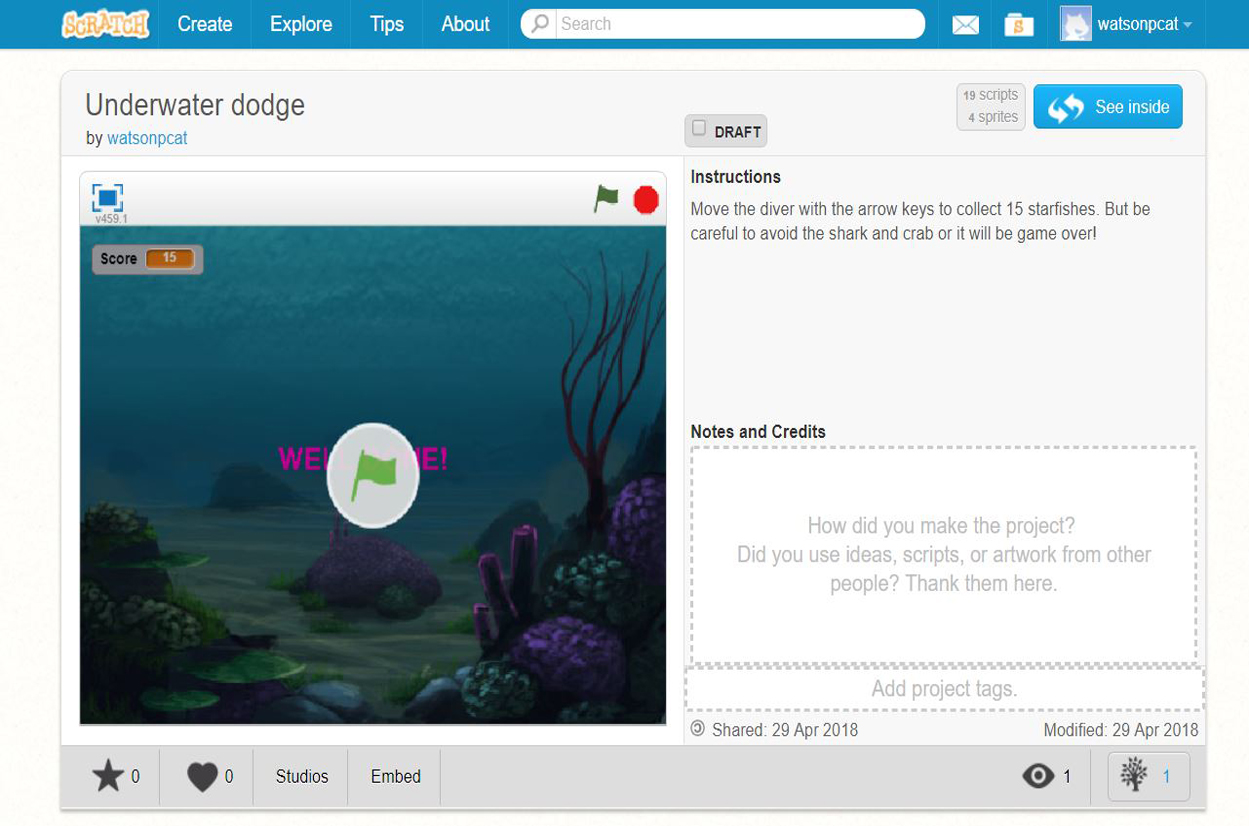 SCRATCH Create Explore Tips About Search watsonpcat
Underwater dodge
by watsonpcat
DRAFT
19 scripts
4 sprites
See inside
v459.1
Score 15
WEL ME!
Instructions
Move the diver with the arrow keys to collect 15 starfishes. But be
careful to avoid the shark and crab or it will be game over!
Notes and Credits
How did you make the project?
Did you use ideas, scripts, or artwork from other
people? Thank them here.
Add project tags.
Shared: 29 Apr 2018 Modified: 29 Apr 2018
0 0 Studios Embed 1 1